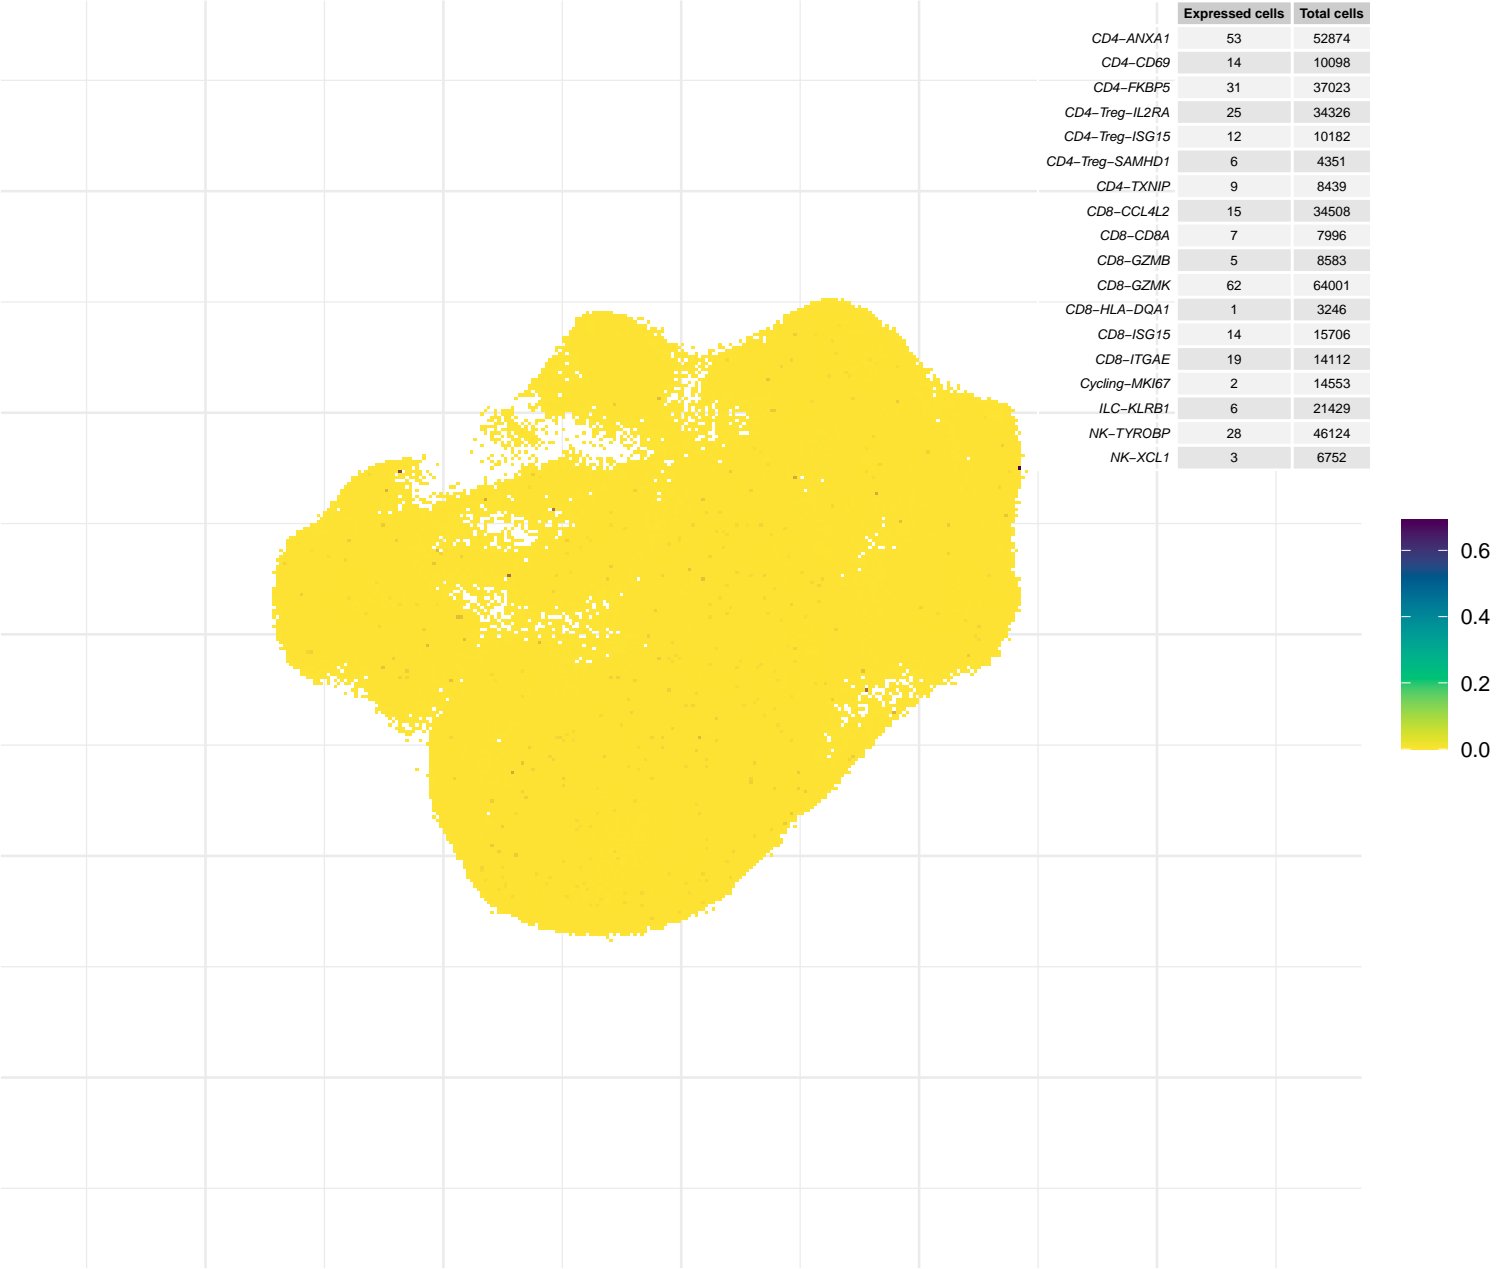 Expressed cells Total cells
CD4−ANXA1 53 52874
CD4−CD69 14 10098
CD4−FKBP5 31 37023
CD4−Treg−IL2RA 25 34326
CD4−Treg−ISG15 12 10182
CD4−Treg−SAMHD1 6 4351
CD4−TXNIP 9 8439
CD8−CCL4L2 15 34508
CD8−CD8A 7 7996
CD8−GZMB 5 8583
CD8−GZMK 62 64001
CD8−HLA−DQA1 1 3246
CD8−ISG15 14 15706
CD8−ITGAE 19 14112
Cycling−MKI67 2 14553
ILC−KLRB1 6 21429
NK−TYROBP 28 46124
NK−XCL1 3 6752
0.6
0.4
0.2
0.0